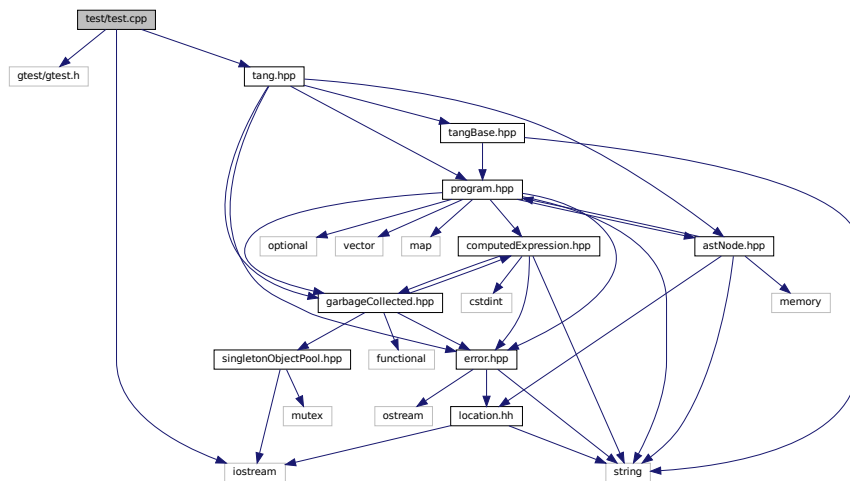 test/test.cpp
gtest/gtest.h
tang.hpp
tangBase.hpp
program.hpp
optional
vector
map
computedExpression.hpp
astNode.hpp
garbageCollected.hpp
cstdint
memory
singletonObjectPool.hpp
functional
error.hpp
mutex
ostream
location.hh
iostream
string